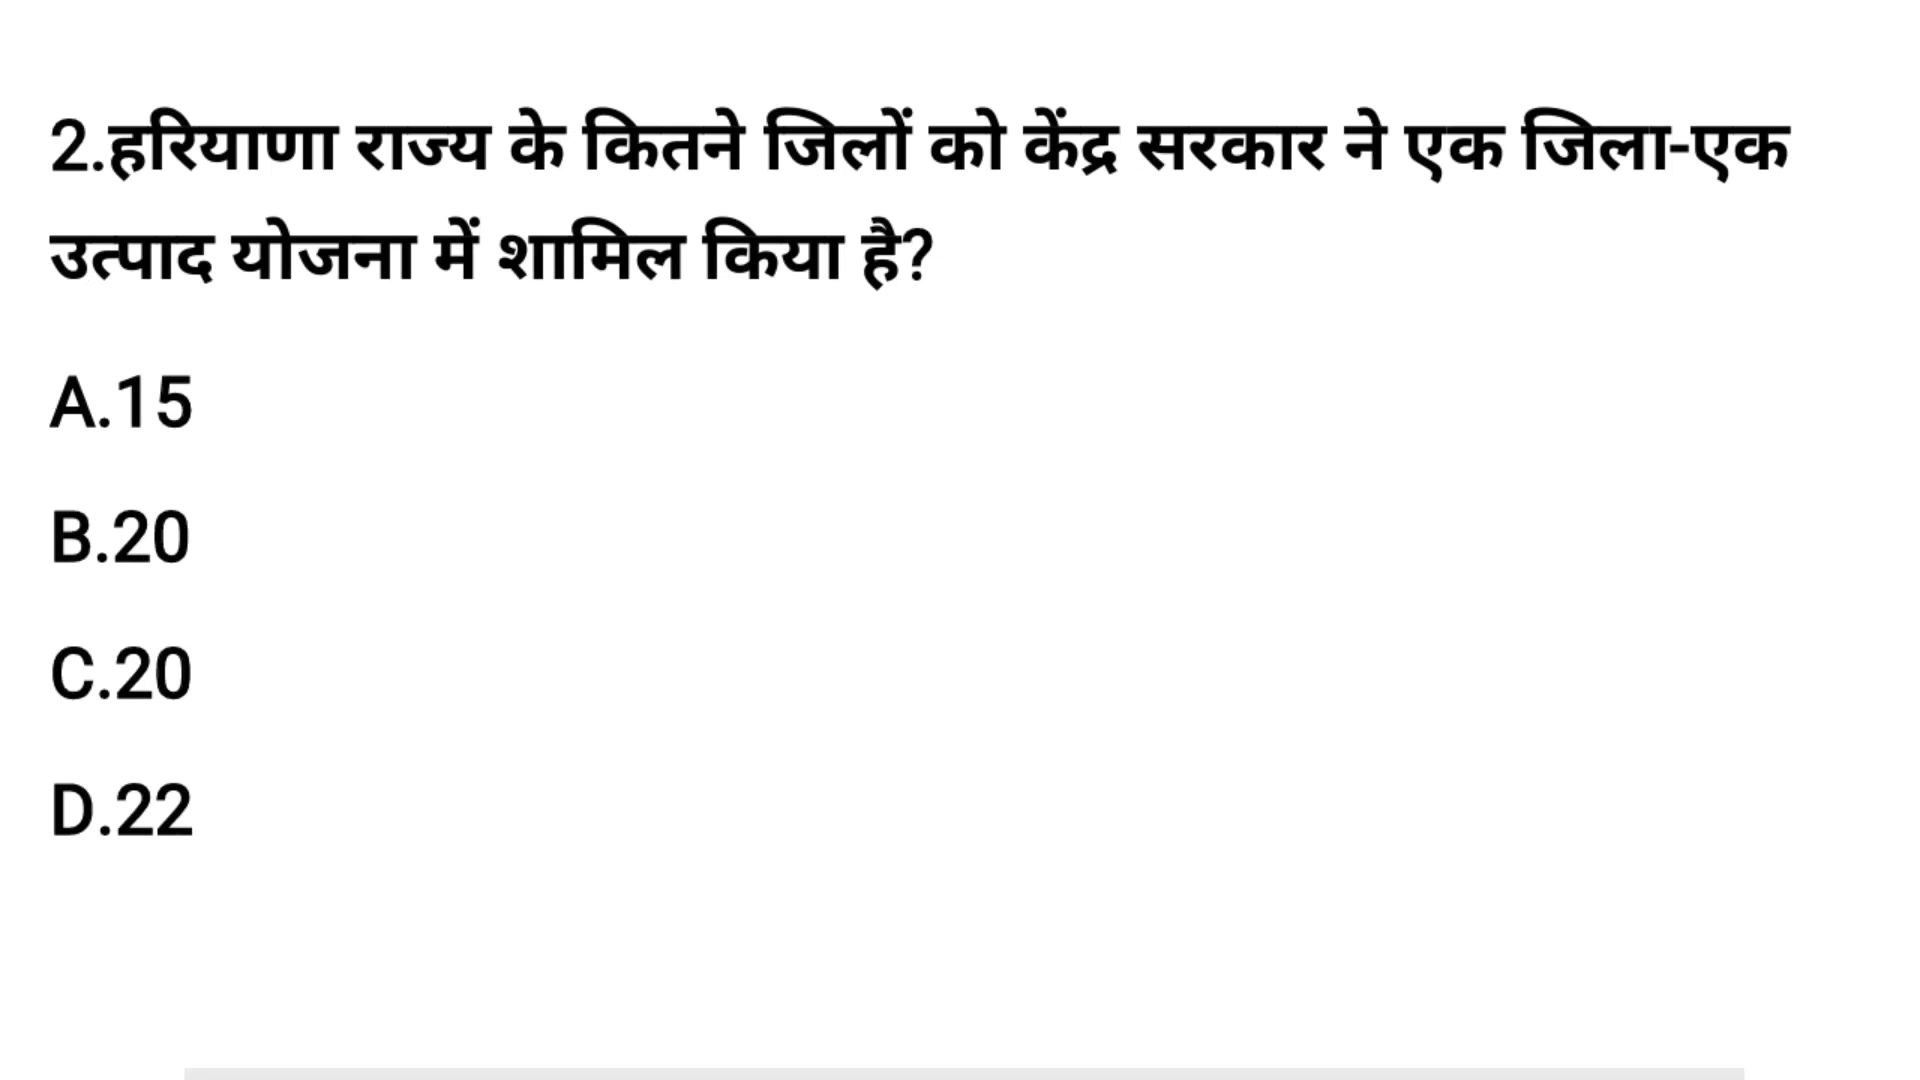 2.हरियाणा राज्य के कितने जिलों को केंद्र सरकार ने एक जिला-एक
उत्पाद योजना में शामिल किया है?
A.15
B.20
C.20
D.22